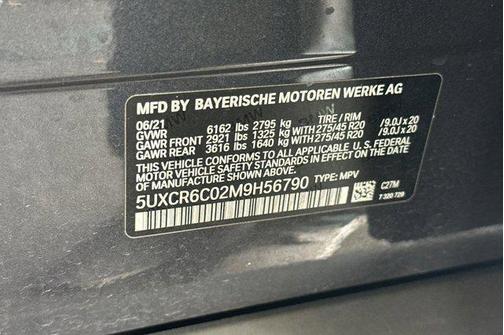 MFD BY BAYERISCHE MOTOREN WERKE AG
06/21 TIRE / RIM
GVWR 6162 lbs 2795 kg
GAWR FRONT 2921 lbs 1325 kg WITH 275/45 R20 /9.0J x 20
GAWR REAR 3616 lbs 1640 kg WITH 275/45 R20 /9.0J x 20
THIS VEHICLE CONFORMS TO ALL APPLICABLE FEDERAL
MOTOR VEHICLE SAFETY STANDARDS IN EFFECT ON THE
DATE OF MANUFACTURE SHOWN ABOVE.
5UXCR6C02M9H56790 TYPE: MPV
C27M
T 320 729